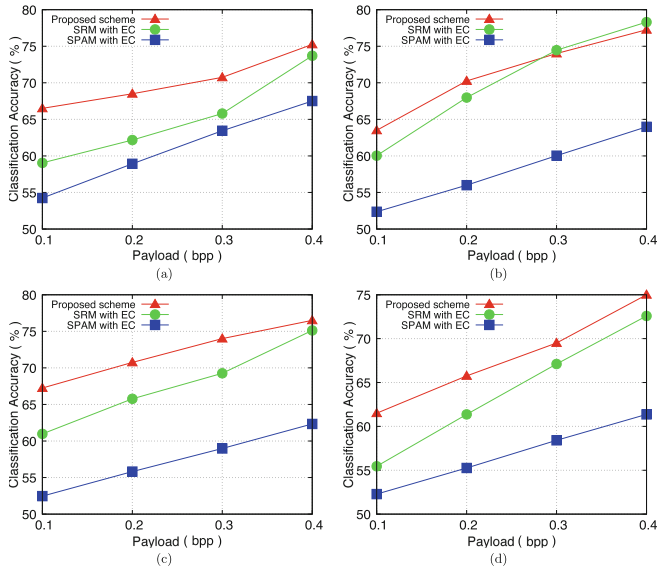 80
75
70
65
60
55
50
Classification Accuracy ( % )
Proposed scheme
SRM with EC
SPAM with EC
0.1 0.2 0.3 0.4
Payload ( bpp )
(a)
80
75
70
65
60
55
50
Classification Accuracy ( % )
Proposed scheme
SRM with EC
SPAM with EC
0.1 0.2 0.3 0.4
Payload ( bpp )
(b)
80
75
70
65
60
55
50
Classification Accuracy ( % )
Proposed scheme
SRM with EC
SPAM with EC
0.1 0.2 0.3 0.4
Payload ( bpp )
(c)
75
70
65
60
55
50
Classification Accuracy ( % )
Proposed scheme
SRM with EC
SPAM with EC
0.1 0.2 0.3 0.4
Payload ( bpp )
(d)